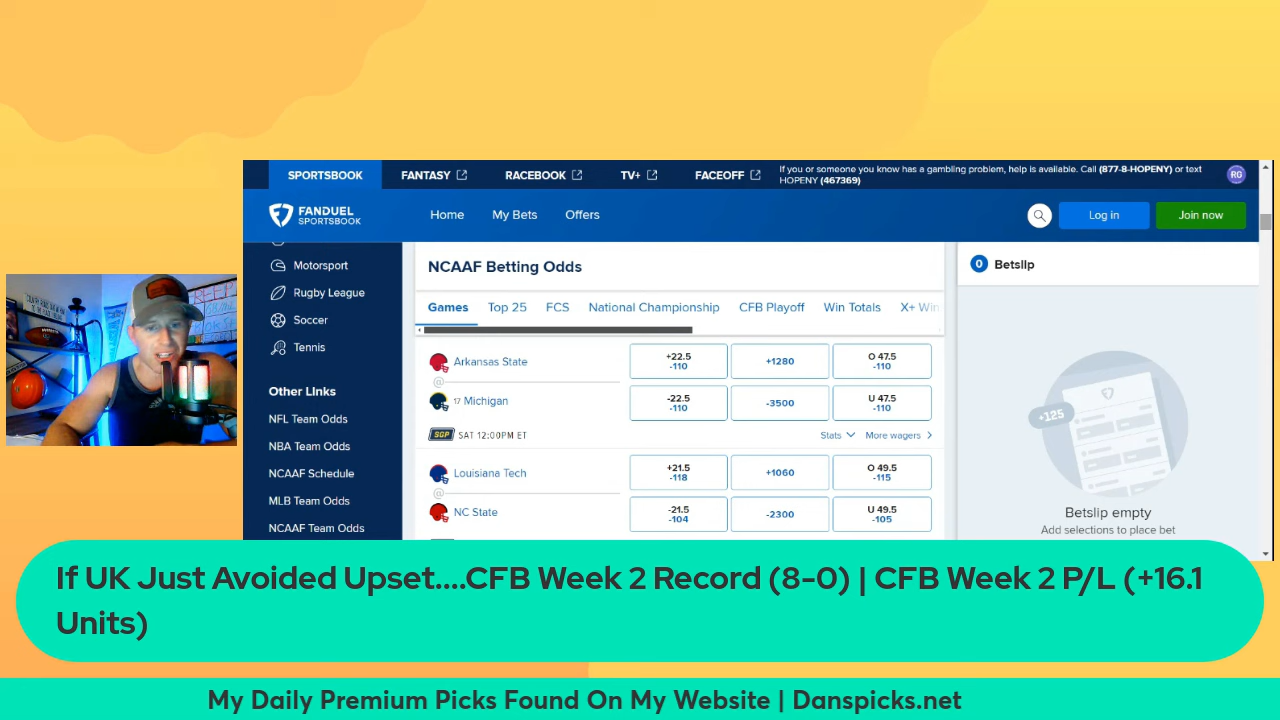 SPORTSBOOK FANTASY RACEBOOK TV+ FACEOFF
If you or someone you know has a gambling problem, help is available. Call (877-8-HOPENY) or text
HOPENY (467369)
RG
FANDUEL
SPORTSBOOK
Home My Bets Offers
Log in Join now
Motorsport
Rugby League
Soccer
Tennis
Other Links
NFL Team Odds
NBA Team Odds
NCAAF Schedule
MLB Team Odds
NCAAF Team Odds
NCAAF Betting Odds
Games Top 25 FCS National Championship CFB Playoff Win Totals X+ Win
Arkansas State +22.5 -110 +1280 O 47.5 -110
@
17 Michigan -22.5 -110 -3500 U 47.5 -110
SGP SAT 12:00PM ET Stats More wagers
Louisiana Tech +21.5 -118 +1060 O 49.5 -115
@
NC State -21.5 -104 -2300 U 49.5 -105
0 Betslip
+125
Betslip empty
Add selections to place bet
If UK Just Avoided Upset....CFB Week 2 Record (8-0) | CFB Week 2 P/L (+16.1
Units)
My Daily Premium Picks Found On My Website | Danspicks.net